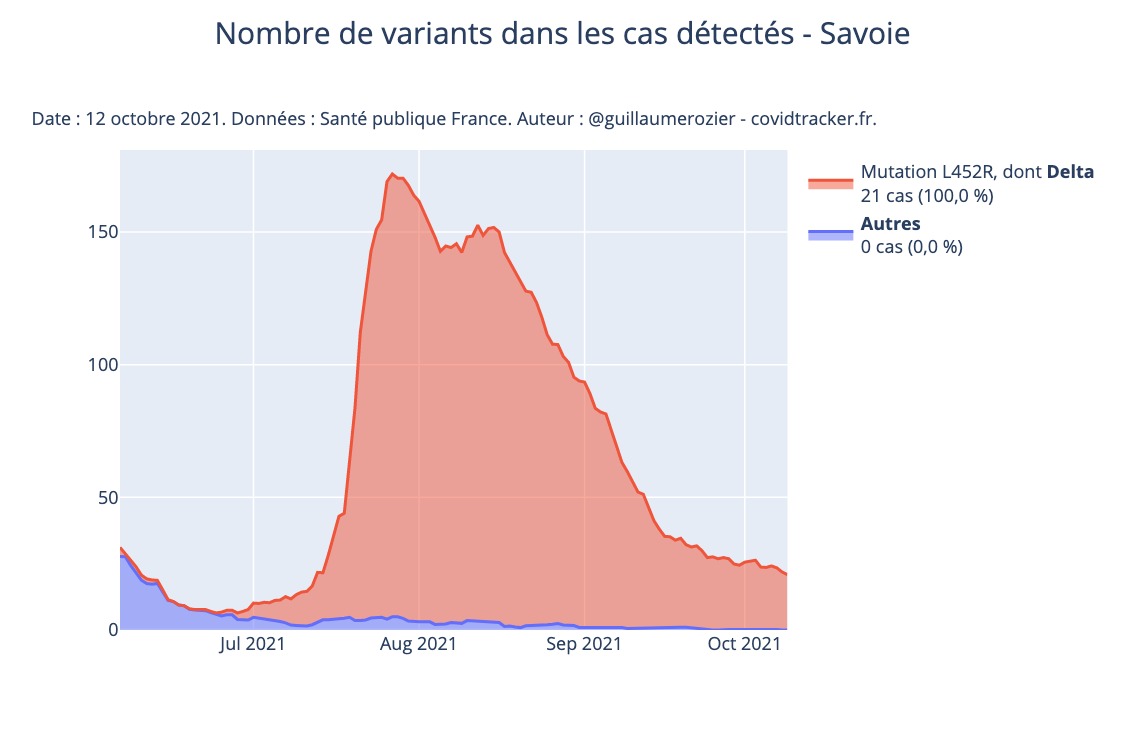 Nombre de variants dans les cas détectés - Savoie
Date : 12 octobre 2021. Données : Santé publique France. Auteur : @guillaumerozier - covidtracker.fr.
Mutation L452R, dont Delta
21 cas (100,0 %)
Autres
0 cas (0,0 %)
150
100
50
0
Jul 2021 Aug 2021 Sep 2021 Oct 2021